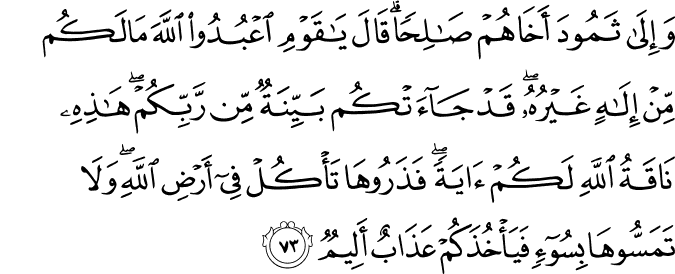 وَإِلَىٰ ثَمُودَ أَخَاهُمۡ صَٰلِحٗاۚ قَالَ يَٰقَوۡمِ ٱعۡبُدُواْ ٱللَّهَ مَا لَكُم
مِّنۡ إِلَٰهٍ غَيۡرُهُۥۖ قَدۡ جَآءَتۡكُم بَيِّنَةٞ مِّن رَّبِّكُمۡۖ هَٰذِهِۦ
نَاقَةُ ٱللَّهِ لَكُمۡ ءَايَةٗۖ فَذَرُوهَا تَأۡكُلۡ فِيٓ أَرۡضِ ٱللَّهِۖ وَلَا
تَمَسُّوهَا بِسُوٓءٖ فَيَأۡخُذَكُمۡ عَذَابٌ أَلِيمٞ ٧٣